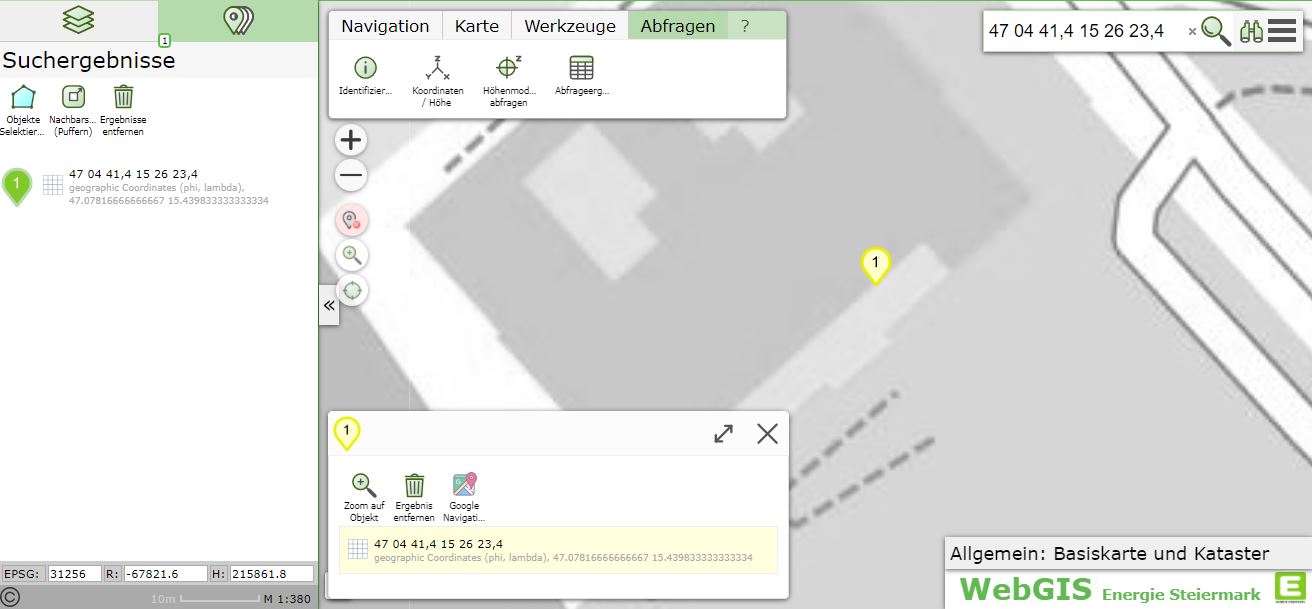 1
Suchergebnisse
Objekte
Selektier...
Nachbars...
(Puffern)
Ergebnisse
entfernen
1
47 04 41,4 15 26 23,4
geographic Coordinates (phi, lambda),
47.07816666666667 15.439833333333334
EPSG: 31256 R: -67821.6 H: 215861.8
10m M 1:380
Navigation Karte Werkzeuge Abfragen ?
Identifizier...
Koordinaten
/ Höhe
Höhenmod...
abfragen
Abfrageerg...
47 04 41,4 15 26 23,4 ×
1
«
1
Zoom auf
Objekt
Ergebnis
entfernen
Google
Navigati...
47 04 41,4 15 26 23,4
geographic Coordinates (phi, lambda), 47.07816666666667 15.439833333333334
Allgemein: Basiskarte und Kataster
WebGIS Energie Steiermark